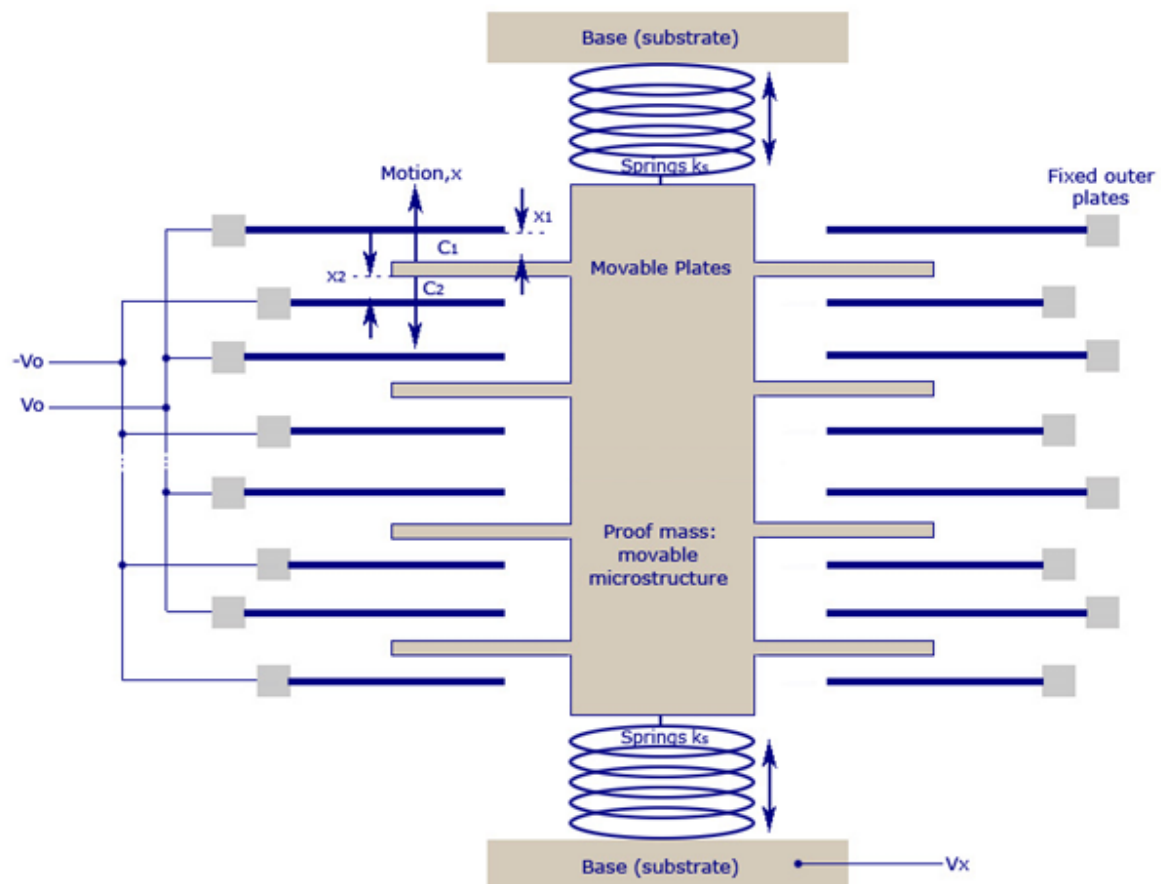 Base (substrate)
Springs ks
Motion,x
Fixed outer
plates
X1
C1
Movable Plates
X2
C2
-Vo
Vo
Proof mass:
movable
microstructure
Springs ks
Base (substrate)
Vx